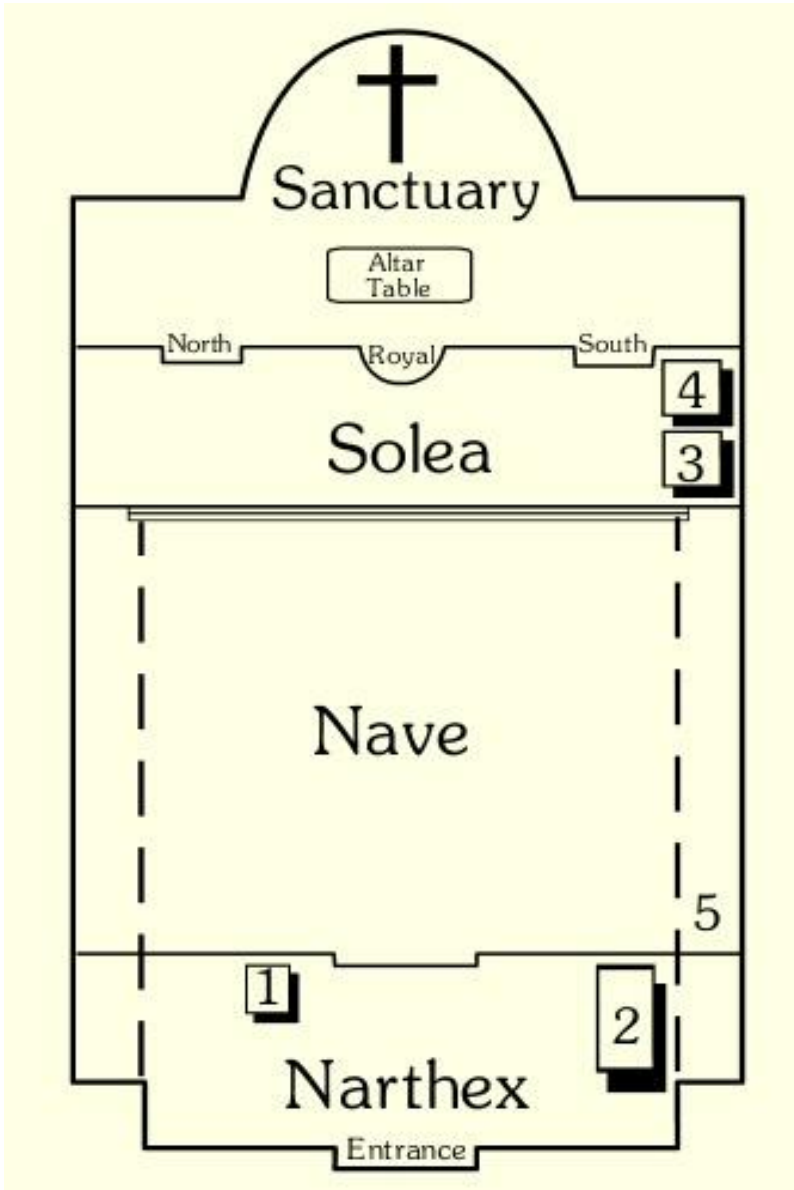 Sanctuary
Altar
Table
North
Royal
South
4
Solea
3
Nave
5
1
2
Narthex
Entrance